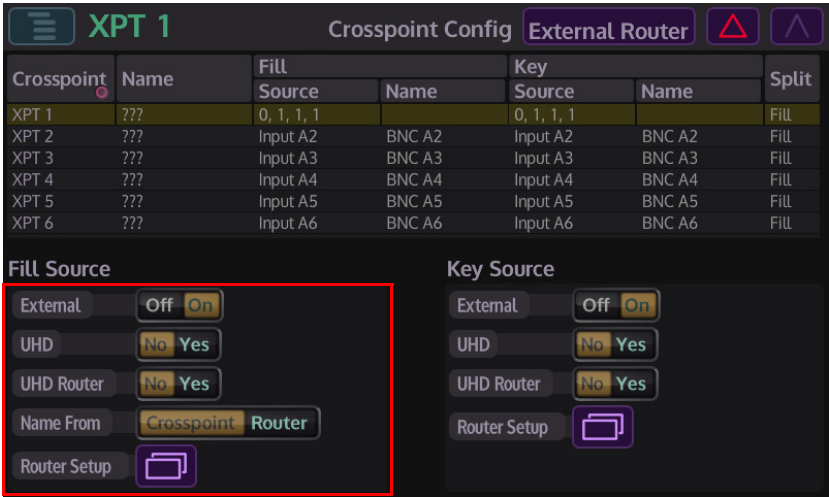 XPT 1 Crosspoint Config External Router
Crosspoint Name Fill Key Split
Source Name Source Name
XPT 1 ??? 0, 1, 1, 1 0, 1, 1, 1 Fill
XPT 2 ??? Input A2 BNC A2 Input A2 BNC A2 Fill
XPT 3 ??? Input A3 BNC A3 Input A3 BNC A3 Fill
XPT 4 ??? Input A4 BNC A4 Input A4 BNC A4 Fill
XPT 5 ??? Input A5 BNC A5 Input A5 BNC A5 Fill
XPT 6 ??? Input A6 BNC A6 Input A6 BNC A6 Fill
Fill Source
External Off On
UHD No Yes
UHD Router No Yes
Name From Crosspoint Router
Router Setup
Key Source
External Off On
UHD No Yes
UHD Router No Yes
Router Setup